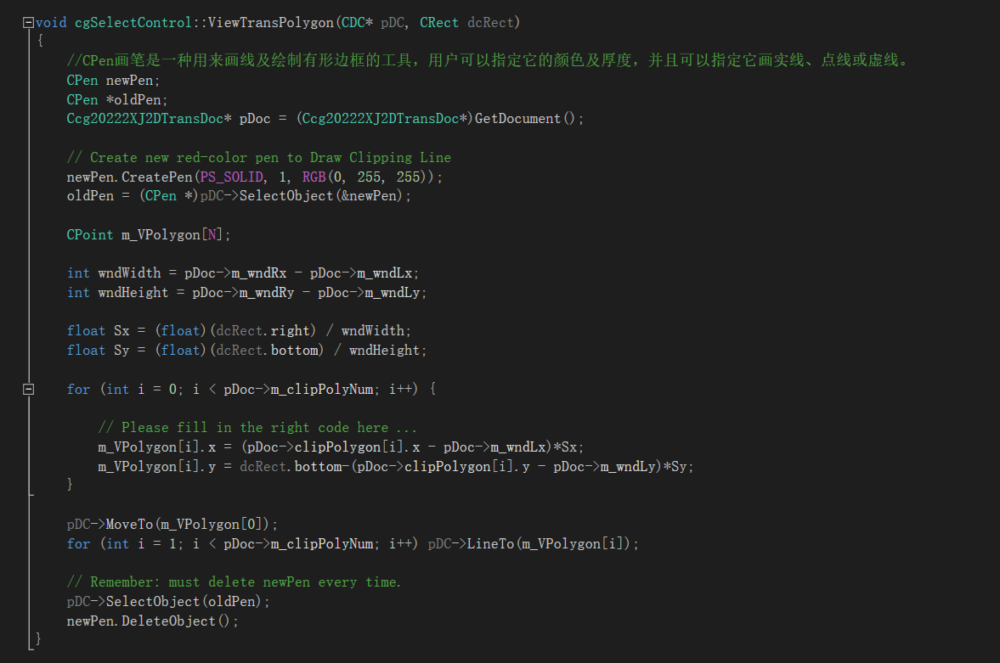 void cgSelectControl::ViewTransPolygon(CDC* pDC, CRect dcRect)
{
//CPen画笔是一种用来画线及绘制有形边框的工具，用户可以指定它的颜色及厚度，并且可以指定它画实线、点线或虚线。
CPen newPen;
CPen *oldPen;
Ccg20222XJ2DTransDoc* pDoc = (Ccg20222XJ2DTransDoc*)GetDocument();
// Create new red-color pen to Draw Clipping Line
newPen.CreatePen(PS_SOLID, 1, RGB(0, 255, 255));
oldPen = (CPen *)pDC->SelectObject(&newPen);
CPoint m_VPolygon[N];
int wndWidth = pDoc->m_wndRx - pDoc->m_wndLx;
int wndHeight = pDoc->m_wndRy - pDoc->m_wndLy;
float Sx = (float)(dcRect.right) / wndWidth;
float Sy = (float)(dcRect.bottom) / wndHeight;
for (int i = 0; i < pDoc->m_clipPolyNum; i++) {
// Please fill in the right code here ...
m_VPolygon[i].x = (pDoc->clipPolygon[i].x - pDoc->m_wndLx)*Sx;
m_VPolygon[i].y = dcRect.bottom-(pDoc->clipPolygon[i].y - pDoc->m_wndLy)*Sy;
}
pDC->MoveTo(m_VPolygon[0]);
for (int i = 1; i < pDoc->m_clipPolyNum; i++) pDC->LineTo(m_VPolygon[i]);
// Remember: must delete newPen every time.
pDC->SelectObject(oldPen);
newPen.DeleteObject();
}